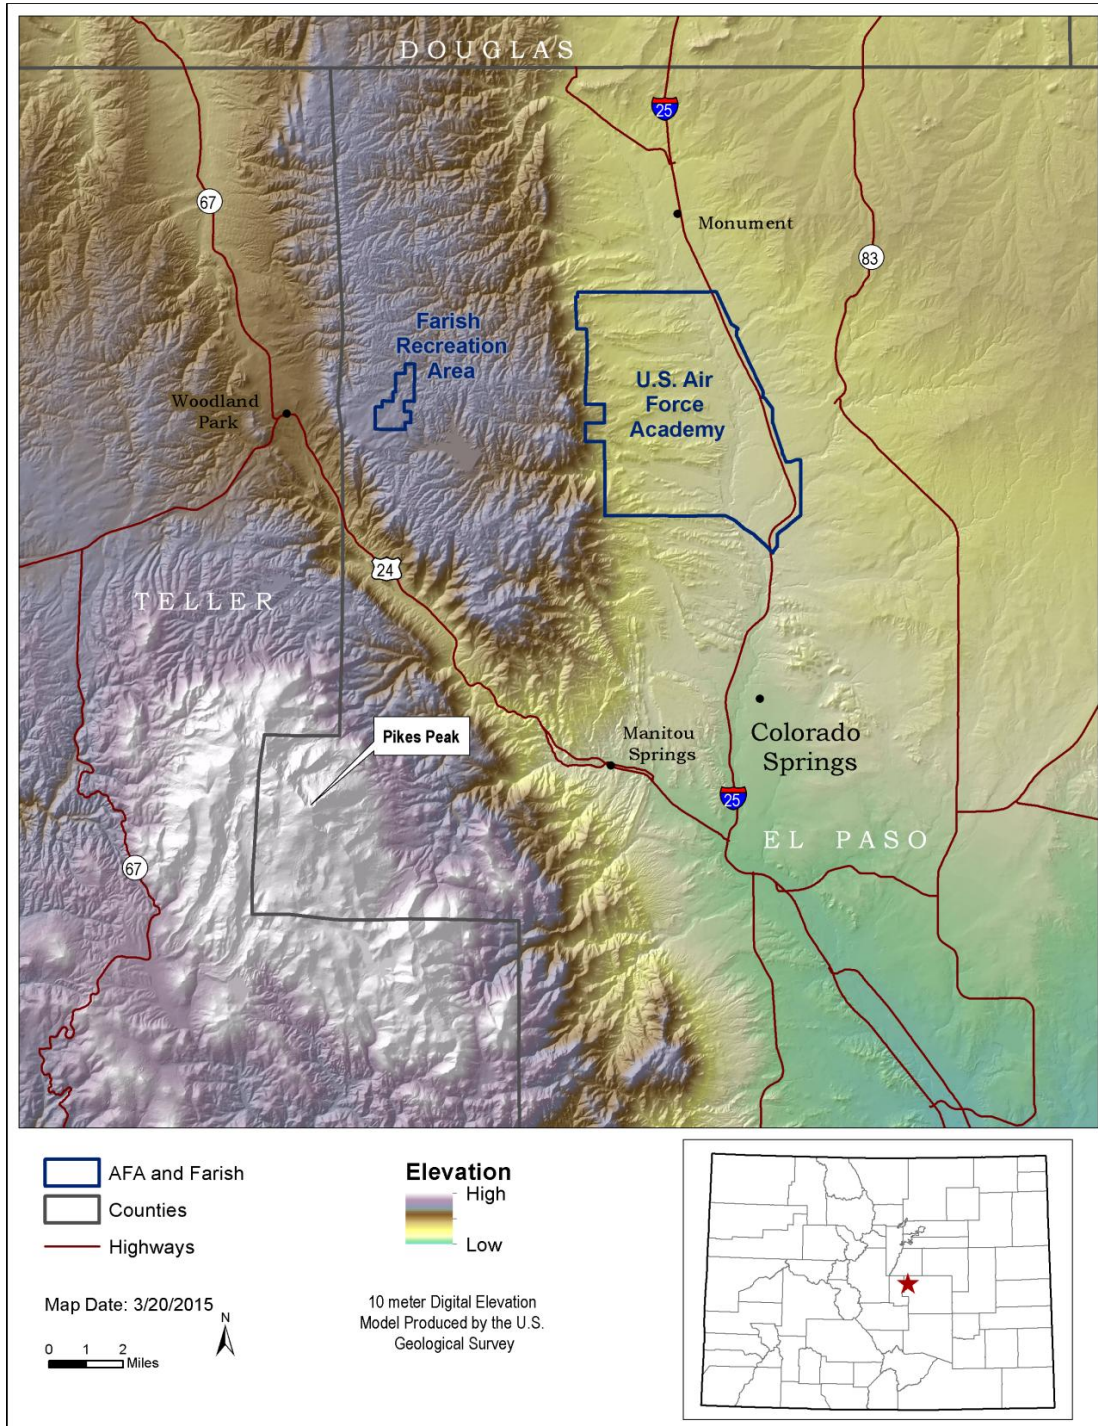 DOUGLAS
25
67
Monument
83
Farish
Recreation
Area
U.S. Air
Force
Academy
Woodland
Park
24
TELLER
Pikes Peak
Manitou
Springs
Colorado
Springs
25
EL PASO
67
AFA and Farish
Counties
Highways
Elevation
High
Low
Map Date: 3/20/2015
N
0 1 2
Miles
10 meter Digital Elevation
Model Produced by the U.S.
Geological Survey